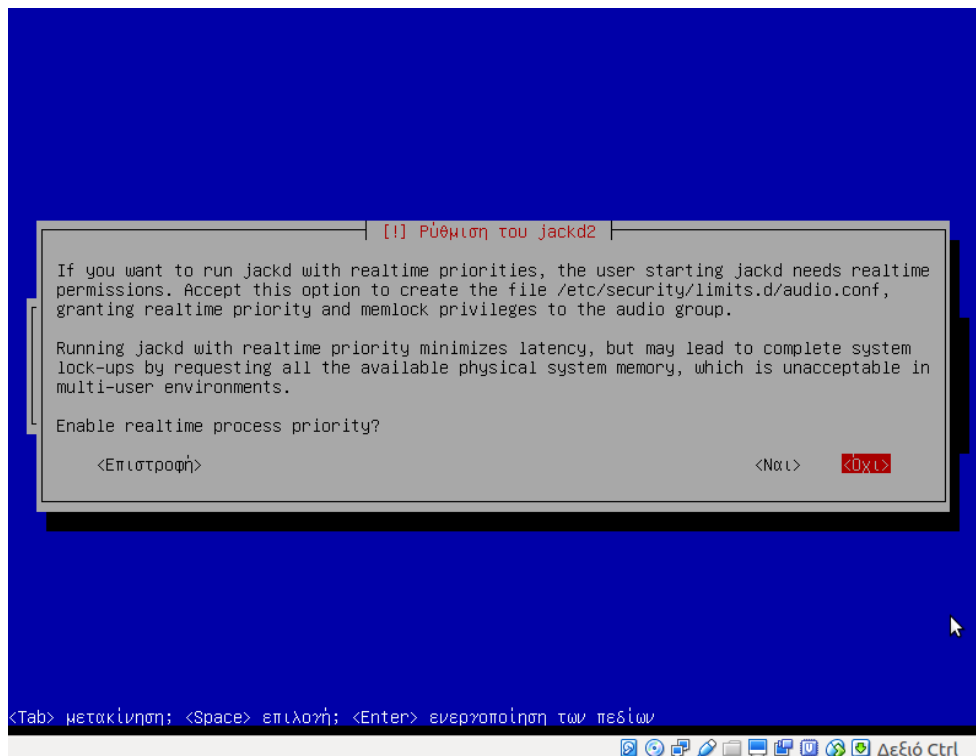 [!] Ρύθμιση του jackd2
If you want to run jackd with realtime priorities, the user starting jackd needs realtime
permissions. Accept this option to create the file /etc/security/limits.d/audio.conf,
granting realtime priority and memlock privileges to the audio group.
Running jackd with realtime priority minimizes latency, but may lead to complete system
lock-ups by requesting all the available physical system memory, which is unacceptable in
multi-user environments.
Enable realtime process priority?
<Επιστροφή> <Ναι> <Όχι>
<Tab> μετακίνηση; <Space> επιλογή; <Enter> ενεργοποίηση των πεδίων
Δεξιό Ctrl